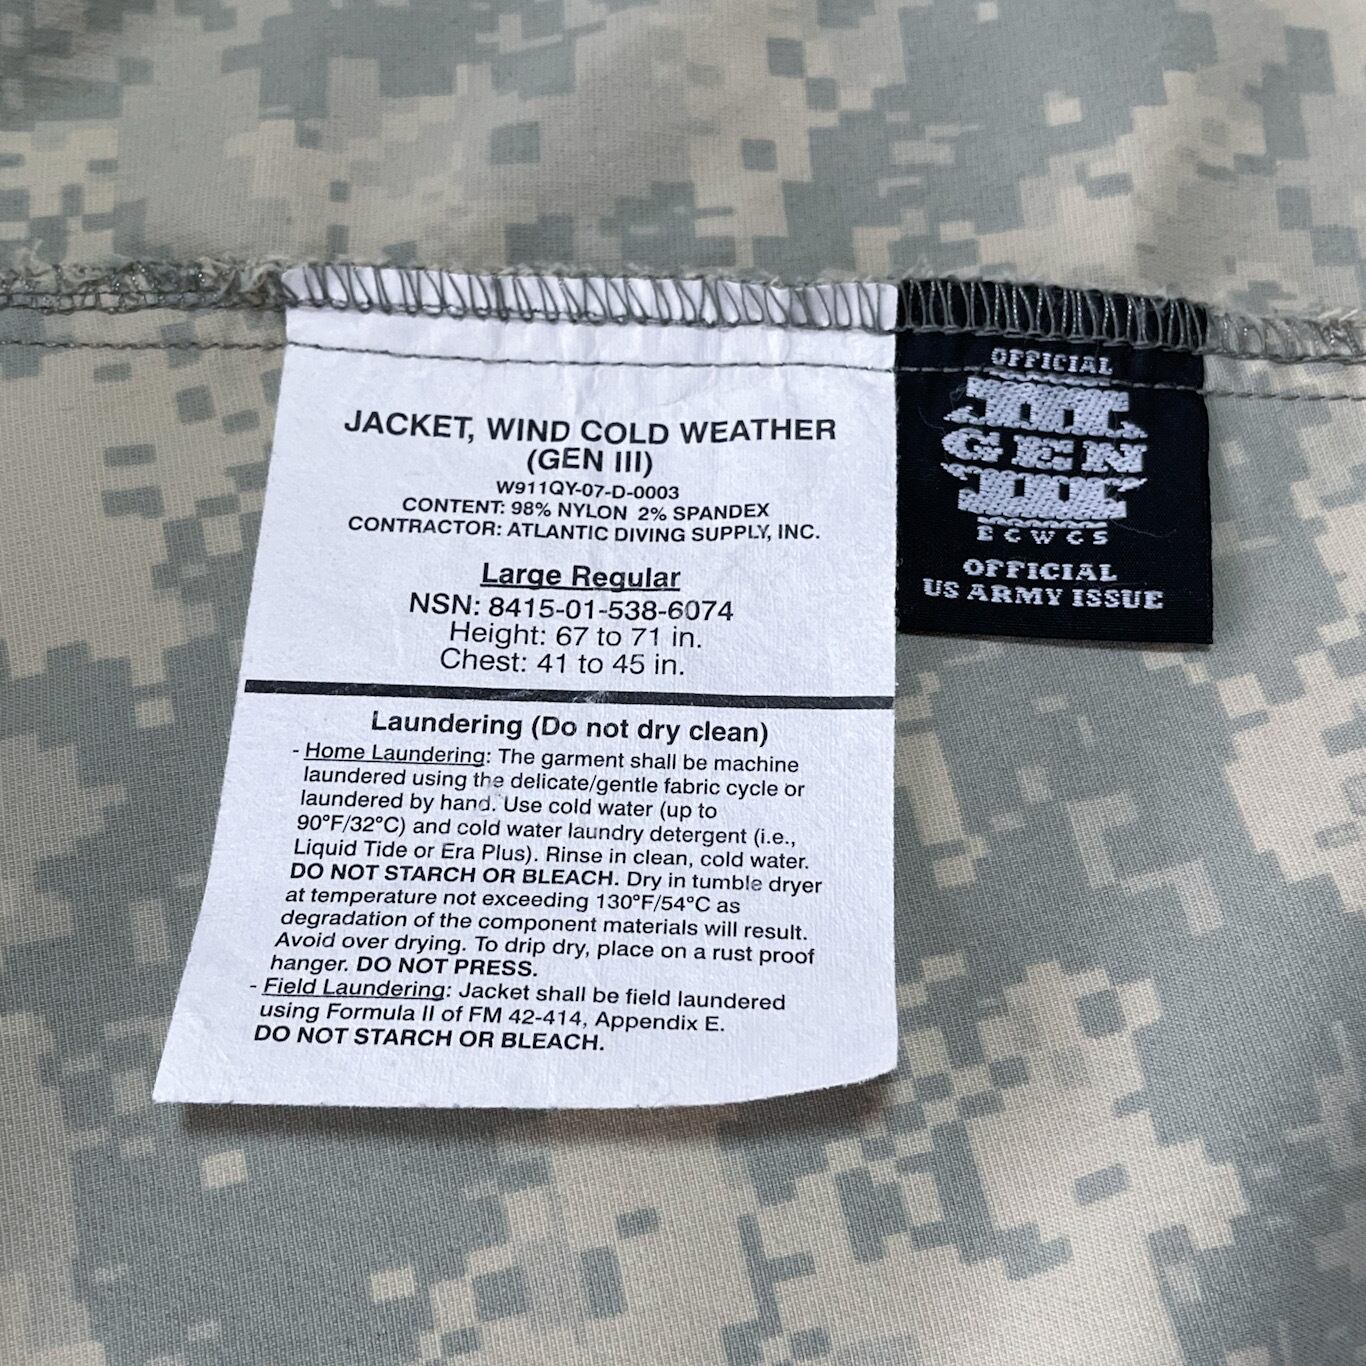 JACKET, WIND COLD WEATHER
(GEN III)
W911QY-07-D-0003
CONTENT: 98% NYLON 2% SPANDEX
CONTRACTOR: ATLANTIC DIVING SUPPLY, INC.
Large Regular
NSN: 8415-01-538-6074
Height: 67 to 71 in.
Chest: 41 to 45 in.
Laundering (Do not dry clean)
- Home Laundering: The garment shall be machine
laundered using the delicate/gentle fabric cycle or
laundered by hand. Use cold water (up to
90°F/32°C) and cold water laundry detergent (i.e.,
Liquid Tide or Era Plus). Rinse in clean, cold water.
DO NOT STARCH OR BLEACH. Dry in tumble dryer
at temperature not exceeding 130°F/54°C as
degradation of the component materials will result.
Avoid over drying. To drip dry, place on a rust proof
hanger. DO NOT PRESS.
- Field Laundering: Jacket shall be field laundered
using Formula II of FM 42-414, Appendix E.
DO NOT STARCH OR BLEACH.
OFFICIAL
III
GEN
III
ECWCS
OFFICIAL
US ARMY ISSUE